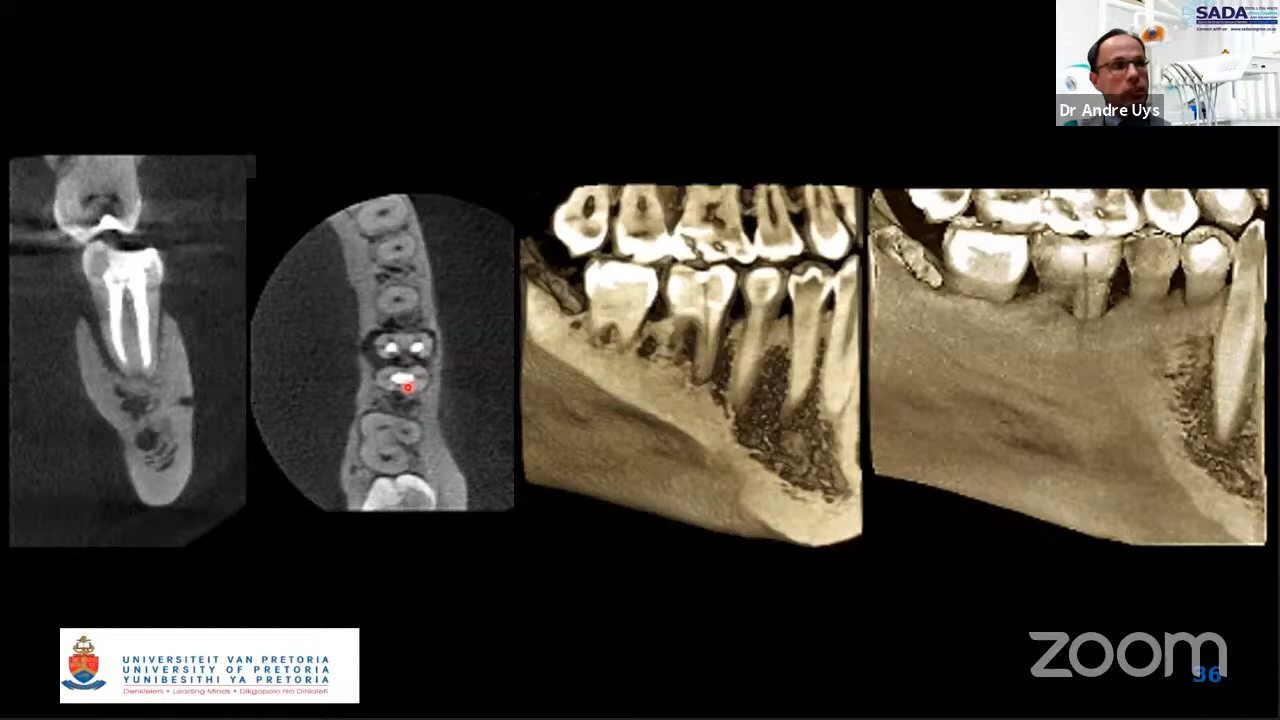 SADA
Dr Andre Uys
UNIVERSITEIT VAN PRETORIA
UNIVERSITY OF PRETORIA
YUNIBESITHI YA PRETORIA
Denkleiers • Leading Minds • Dikgopolo tša Dihlalefi
zoom
36